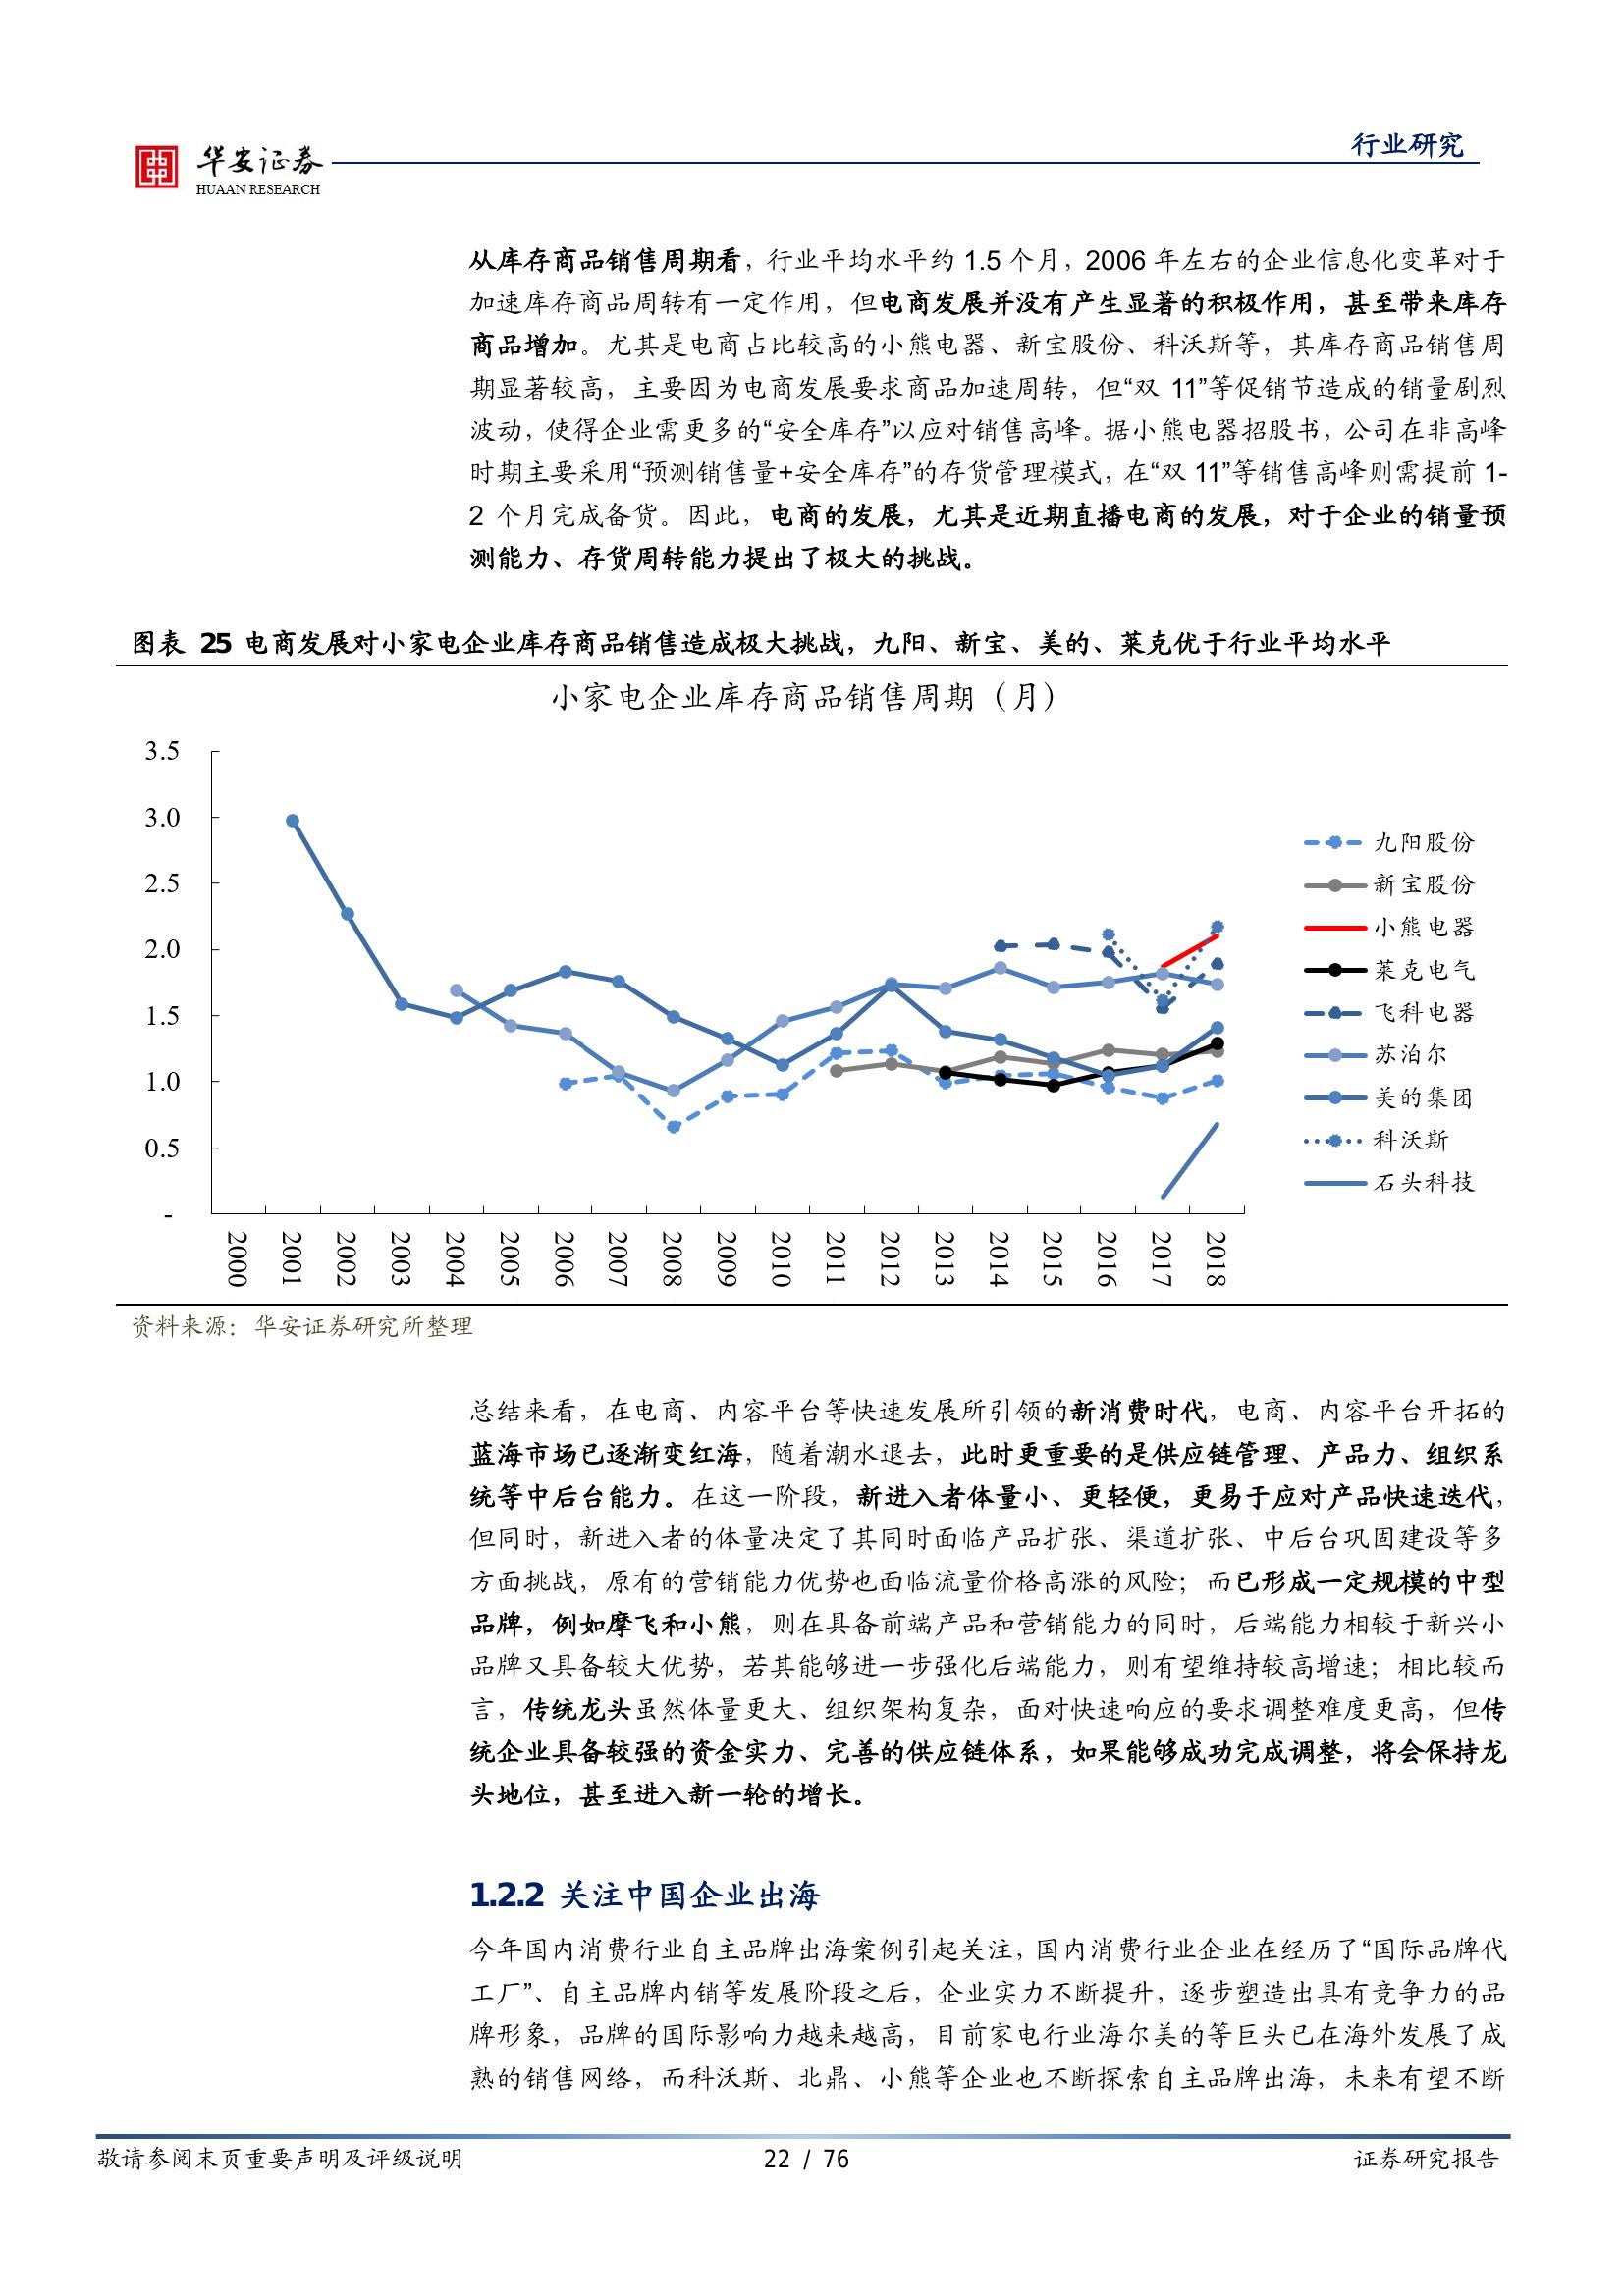 华安证券
HUAAN RESEARCH
行业研究
从库存商品销售周期看，行业平均水平约 1.5 个月，2006 年左右的企业信息化变革对于
加速库存商品周转有一定作用，但电商发展并没有产生显著的积极作用，甚至带来库存
商品增加。尤其是电商占比较高的小熊电器、新宝股份、科沃斯等，其库存商品销售周
期显著较高，主要因为电商发展要求商品加速周转，但“双 11”等促销节造成的销量剧烈
波动，使得企业需更多的“安全库存”以应对销售高峰。据小熊电器招股书，公司在非高峰
时期主要采用“预测销售量+安全库存”的存货管理模式，在“双 11”等销售高峰则需提前 1-
2 个月完成备货。因此，电商的发展，尤其是近期直播电商的发展，对于企业的销量预
测能力、存货周转能力提出了极大的挑战。
图表 25 电商发展对小家电企业库存商品销售造成极大挑战，九阳、新宝、美的、莱克优于行业平均水平
小家电企业库存商品销售周期（月）
3.5
3.0
2.5
2.0
1.5
1.0
0.5
-
2000
2001
2002
2003
2004
2005
2006
2007
2008
2009
2010
2011
2012
2013
2014
2015
2016
2017
2018
九阳股份
新宝股份
小熊电器
莱克电气
飞科电器
苏泊尔
美的集团
科沃斯
石头科技
资料来源：华安证券研究所整理
总结来看，在电商、内容平台等快速发展所引领的新消费时代，电商、内容平台开拓的
蓝海市场已逐渐变红海，随着潮水退去，此时更重要的是供应链管理、产品力、组织系
统等中后台能力。在这一阶段，新进入者体量小、更轻便，更易于应对产品快速迭代，
但同时，新进入者的体量决定了其同时面临产品扩张、渠道扩张、中后台巩固建设等多
方面挑战，原有的营销能力优势也面临流量价格高涨的风险；而已形成一定规模的中型
品牌，例如摩飞和小熊，则在具备前端产品和营销能力的同时，后端能力相较于新兴小
品牌又具备较大优势，若其能够进一步强化后端能力，则有望维持较高增速；相比较而
言，传统龙头虽然体量更大、组织架构复杂，面对快速响应的要求调整难度更高，但传
统企业具备较强的资金实力、完善的供应链体系，如果能够成功完成调整，将会保持龙
头地位，甚至进入新一轮的增长。
1.2.2 关注中国企业出海
今年国内消费行业自主品牌出海案例引起关注，国内消费行业企业在经历了“国际品牌代
工厂”、自主品牌内销等发展阶段之后，企业实力不断提升，逐步塑造出具有竞争力的品
牌形象，品牌的国际影响力越来越高，目前家电行业海尔美的等巨头已在海外发展了成
熟的销售网络，而科沃斯、北鼎、小熊等企业也不断探索自主品牌出海，未来有望不断
敬请参阅末页重要声明及评级说明
22 / 76
证券研究报告